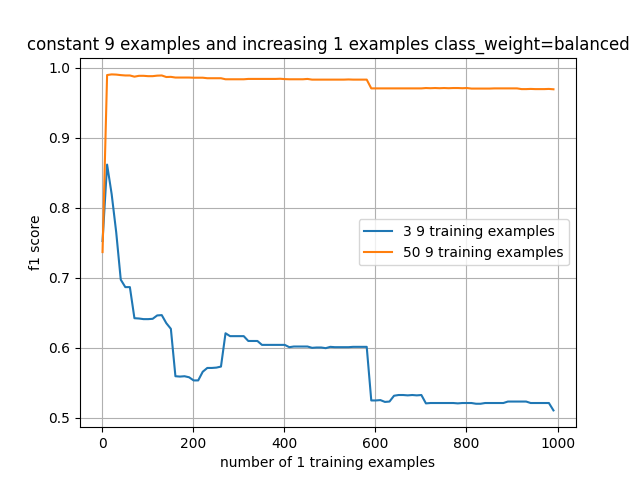 constant 9 examples and increasing 1 examples class_weight=balanced
1.0
0.9
0.8
0.7
0.6
0.5
f1 score
3 9 training examples
50 9 training examples
0 200 400 600 800 1000
number of 1 training examples